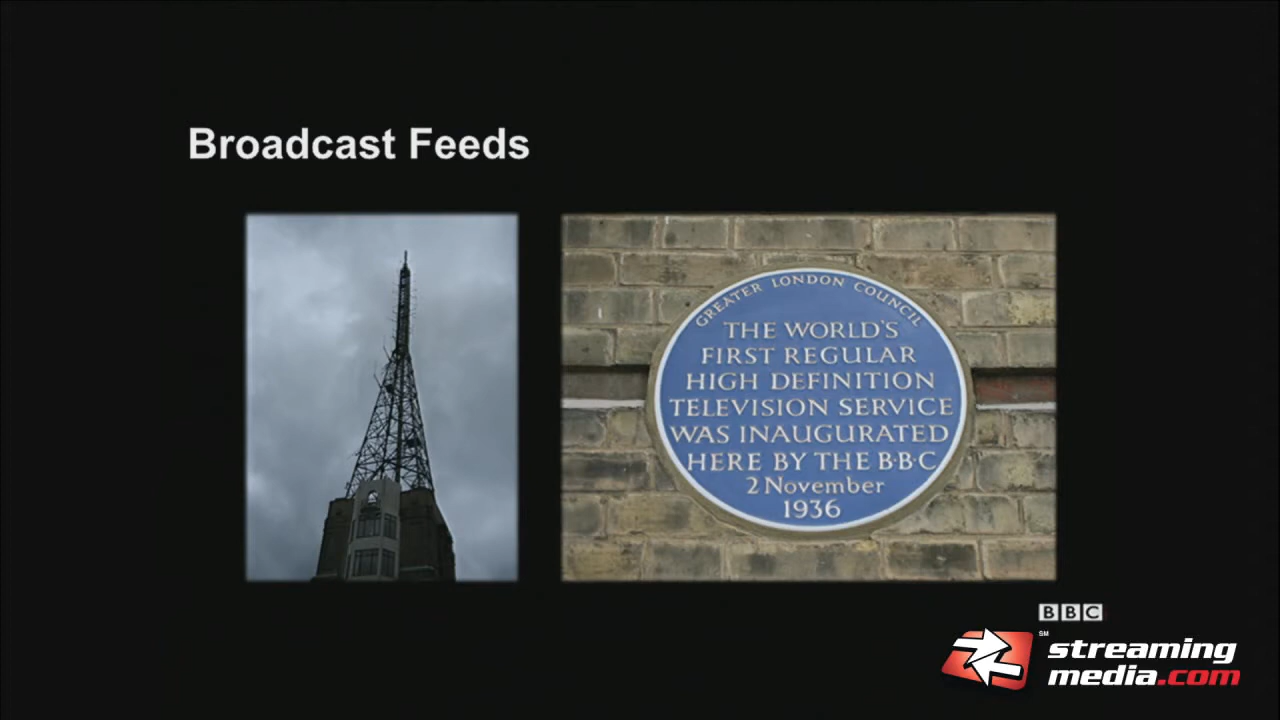 Broadcast Feeds
GREATER LONDON COUNCIL
THE WORLD'S
FIRST REGULAR
HIGH DEFINITION
TELEVISION SERVICE
WAS INAUGURATED
HERE BY THE B·B·C
2 November
1936
BBC
SM
streaming
media.com